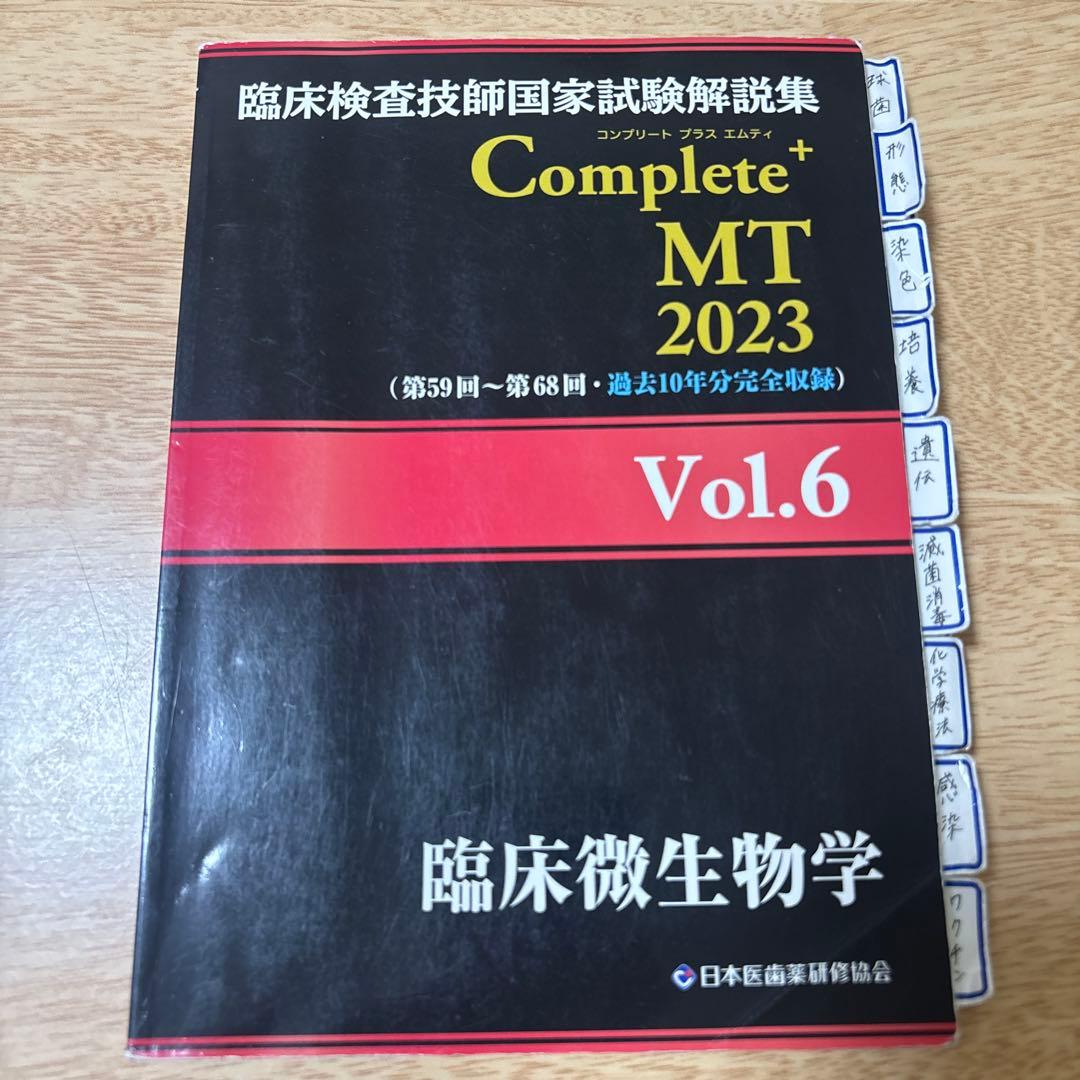 臨床検査技師国家試験解説集
コンプリート プラス エムティ
Complete+
MT
2023
(第59回～第68回・過去10年分完全収録)
Vol.6
臨床微生物学
日本医歯薬研修協会
球菌
形態
染色
培養
遺伝
滅菌消毒
化学療法
感染
ワクチン